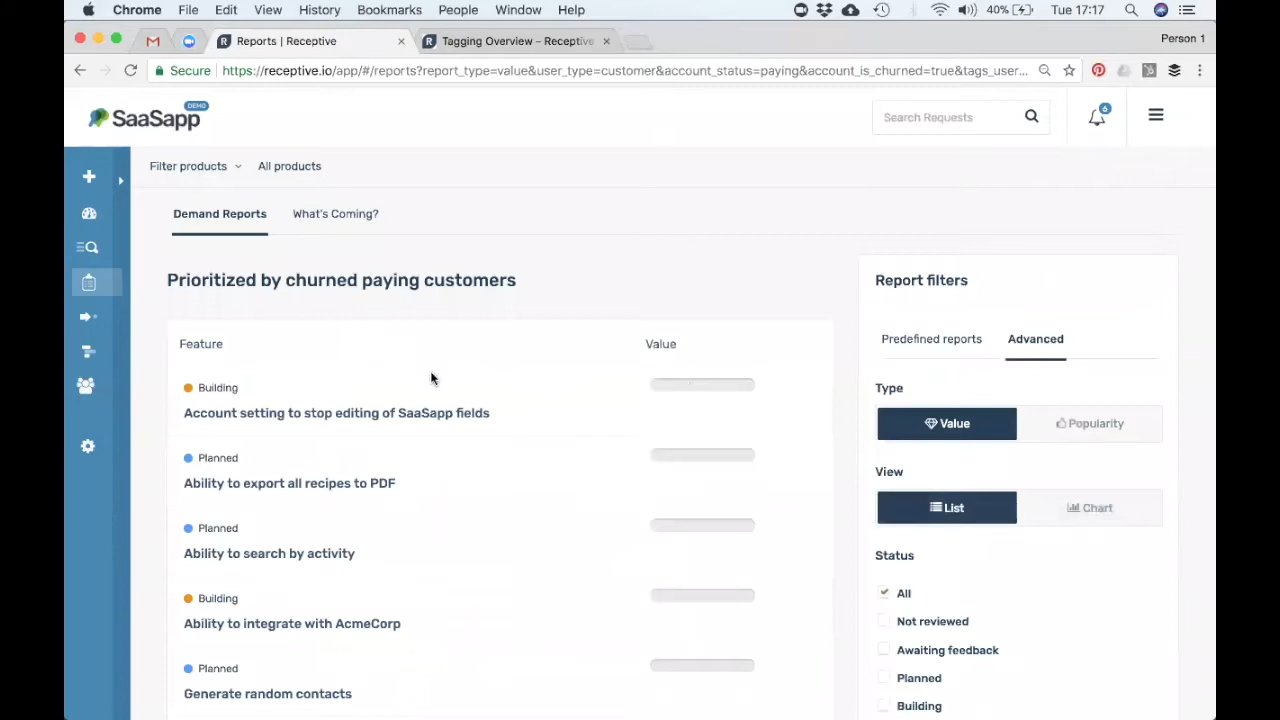 Chrome File Edit View History Bookmarks People Window Help 40% Tue 17:17
Reports | Receptive Tagging Overview – Receptive Person 1
Secure https://receptive.io/app/#/reports?report_type=value&user_type=customer&account_status=paying&account_is_churned=true&tags_user...
SaaSapp DEMO Search Requests 6
Filter products All products
Demand Reports What's Coming?
Prioritized by churned paying customers
Feature Value
Building
Account setting to stop editing of SaaSapp fields
Planned
Ability to export all recipes to PDF
Planned
Ability to search by activity
Building
Ability to integrate with AcmeCorp
Planned
Generate random contacts
Report filters
Predefined reports Advanced
Type
Value Popularity
View
List Chart
Status
All
Not reviewed
Awaiting feedback
Planned
Building